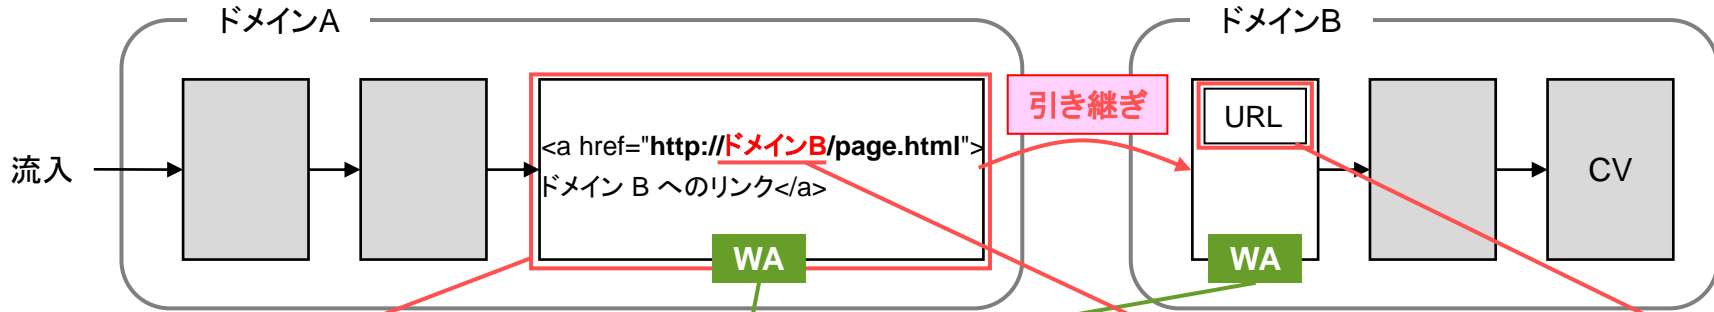 ドメインA
ドメインB
引き継ぎ
URL
<a href="http://ドメインB/page.html">
ドメイン B へのリンク</a>
流入
CV
WA
WA